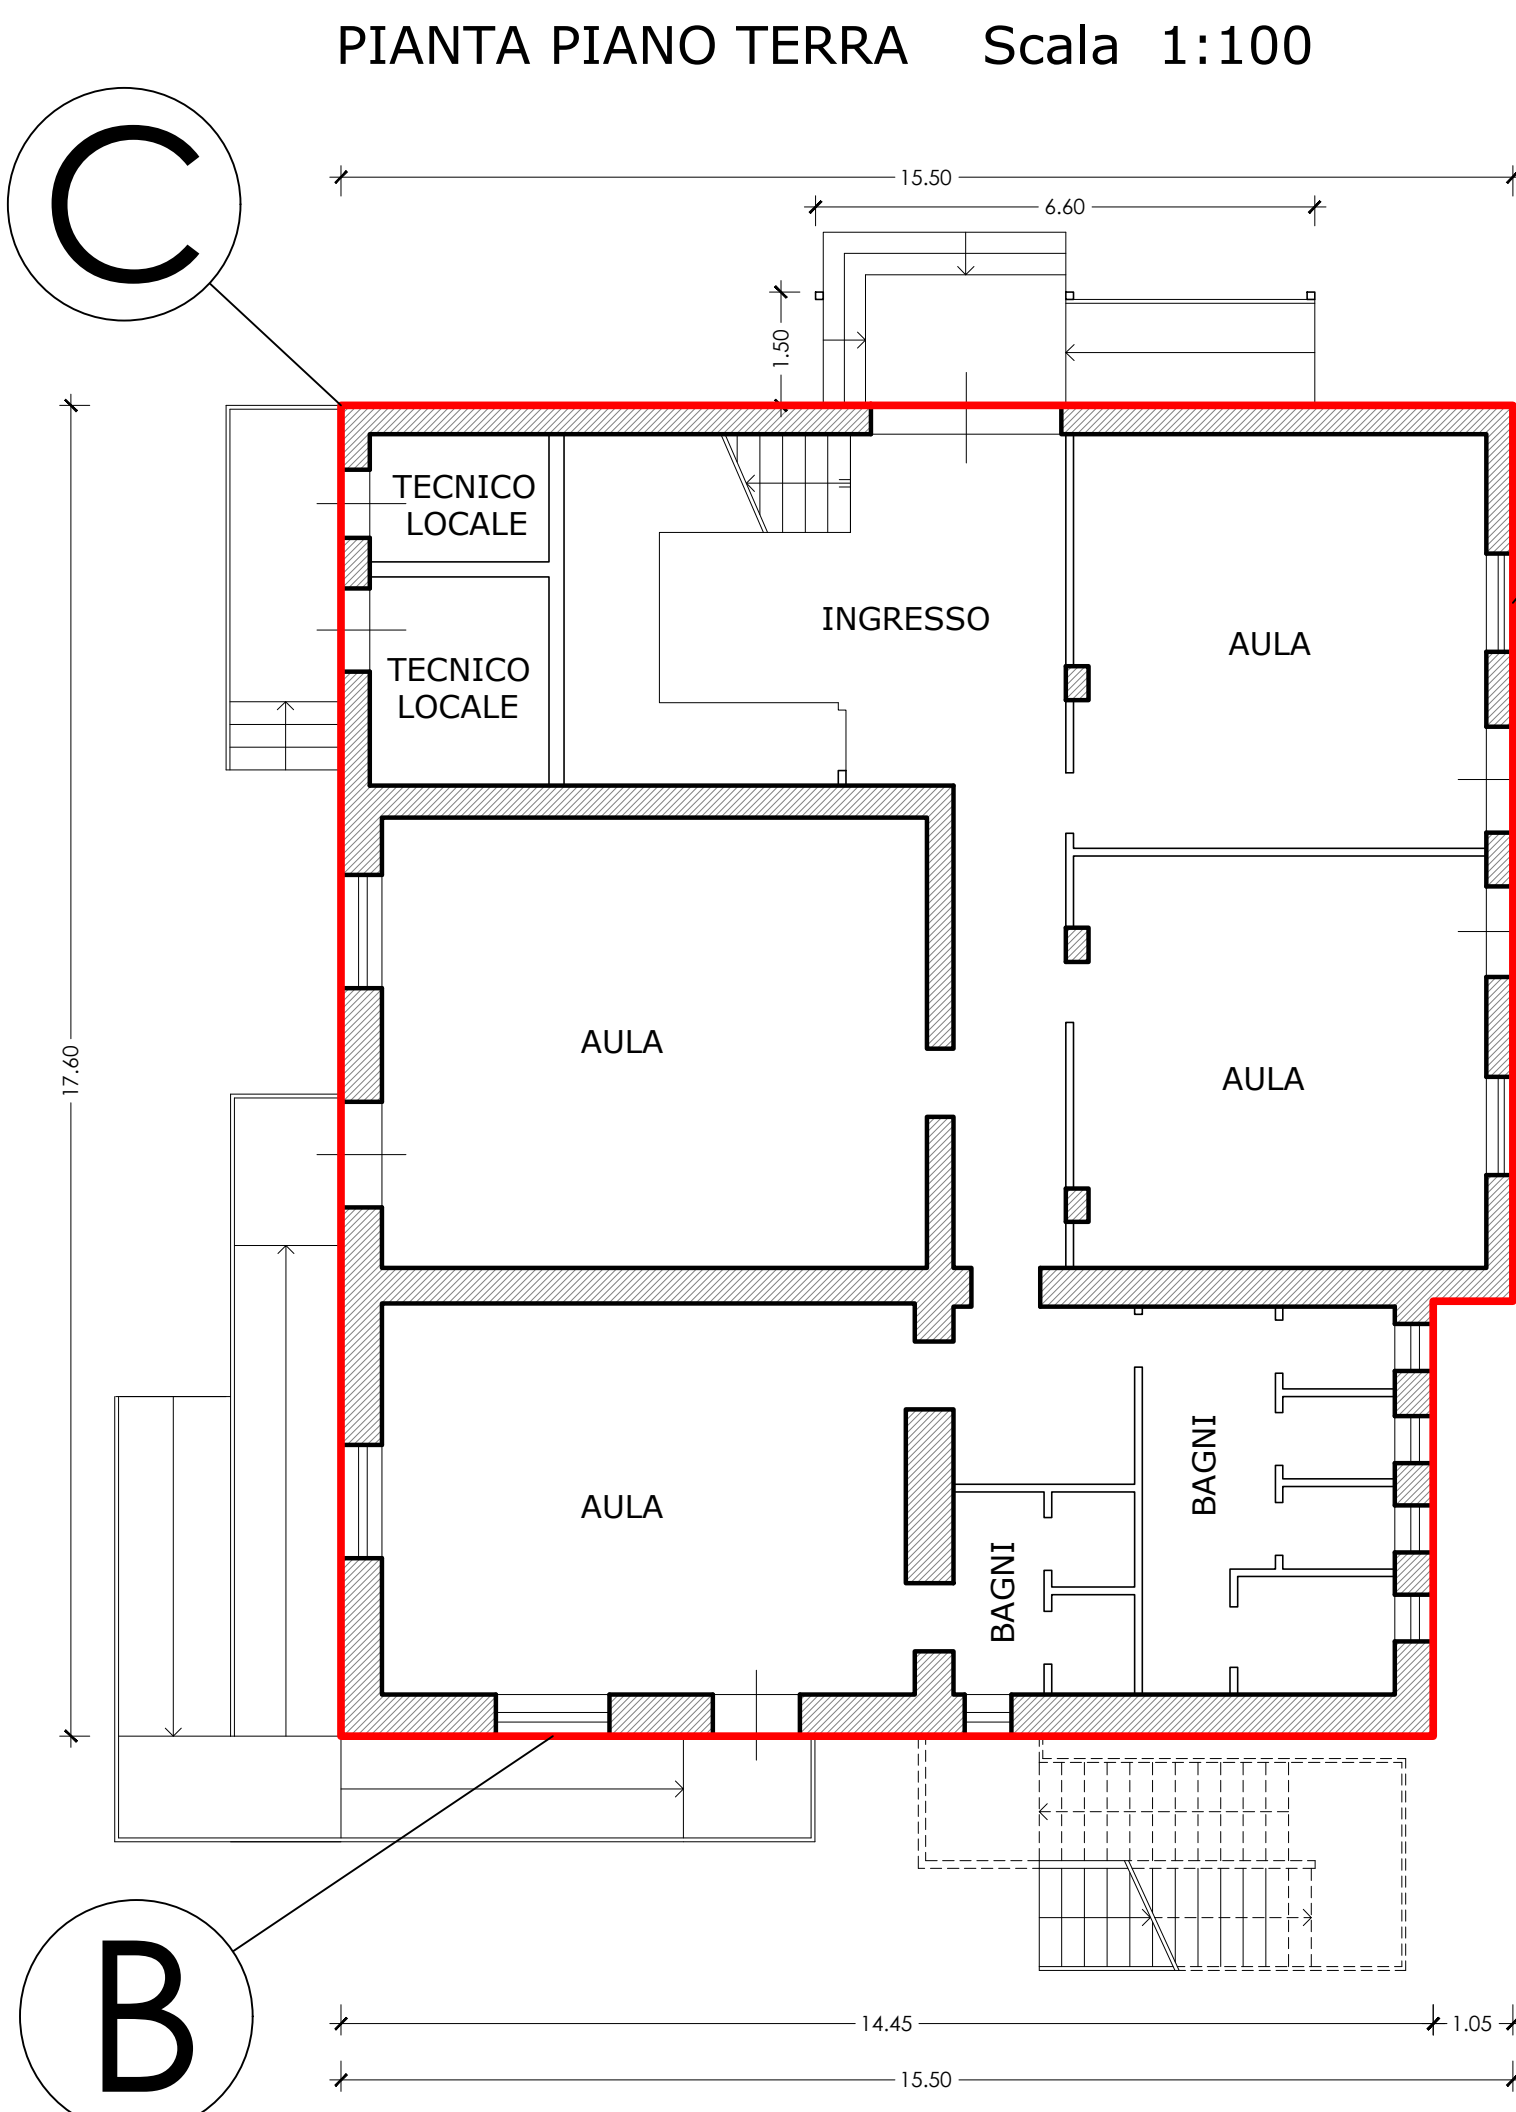 PIANTA PIANO TERRA Scala 1:100
C
15.50
6.60
1.50
TECNICO
LOCALE
INGRESSO
AULA
TECNICO
LOCALE
17.60
AULA
AULA
AULA
BAGNI
BAGNI
B
14.45
1.05
15.50